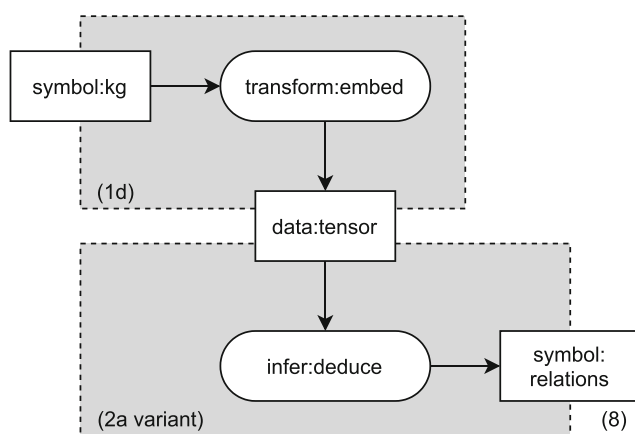 symbol:kg
transform:embed
(1d)
data:tensor
infer:deduce
symbol:
relations
(2a variant)
(8)